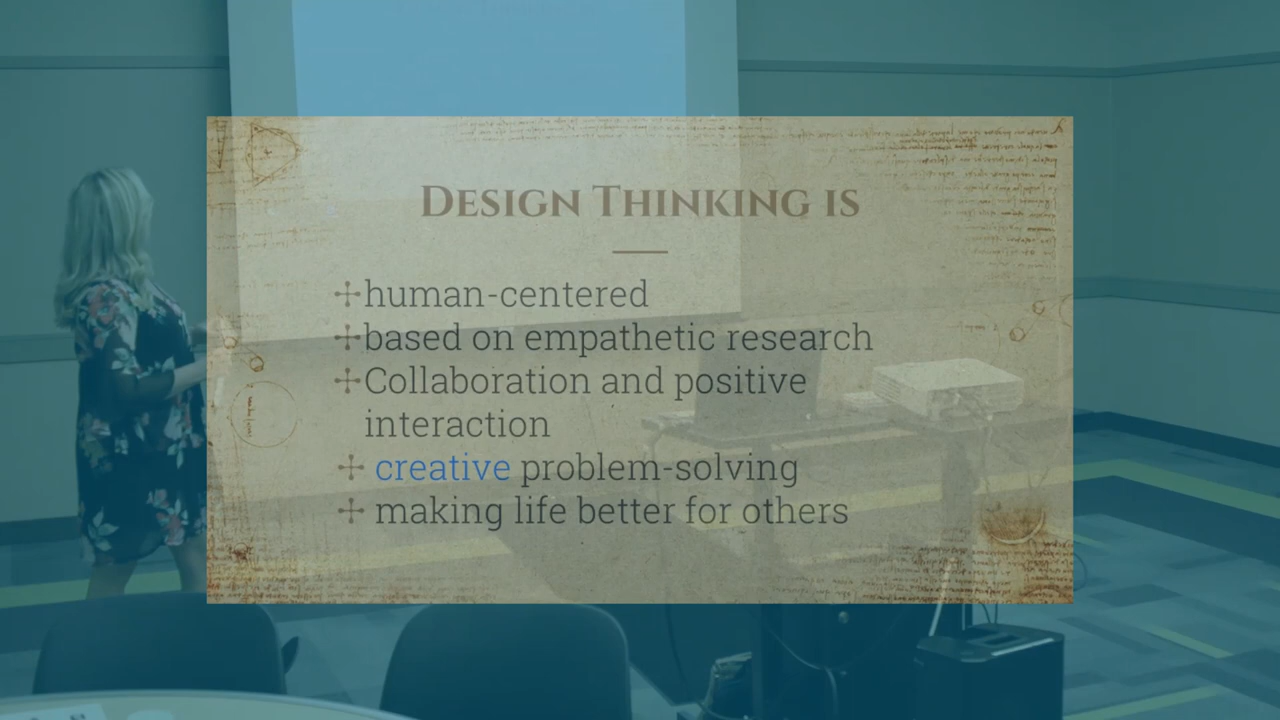 Design Thinking is
human-centered
based on empathetic research
Collaboration and positive
interaction
creative problem-solving
making life better for others